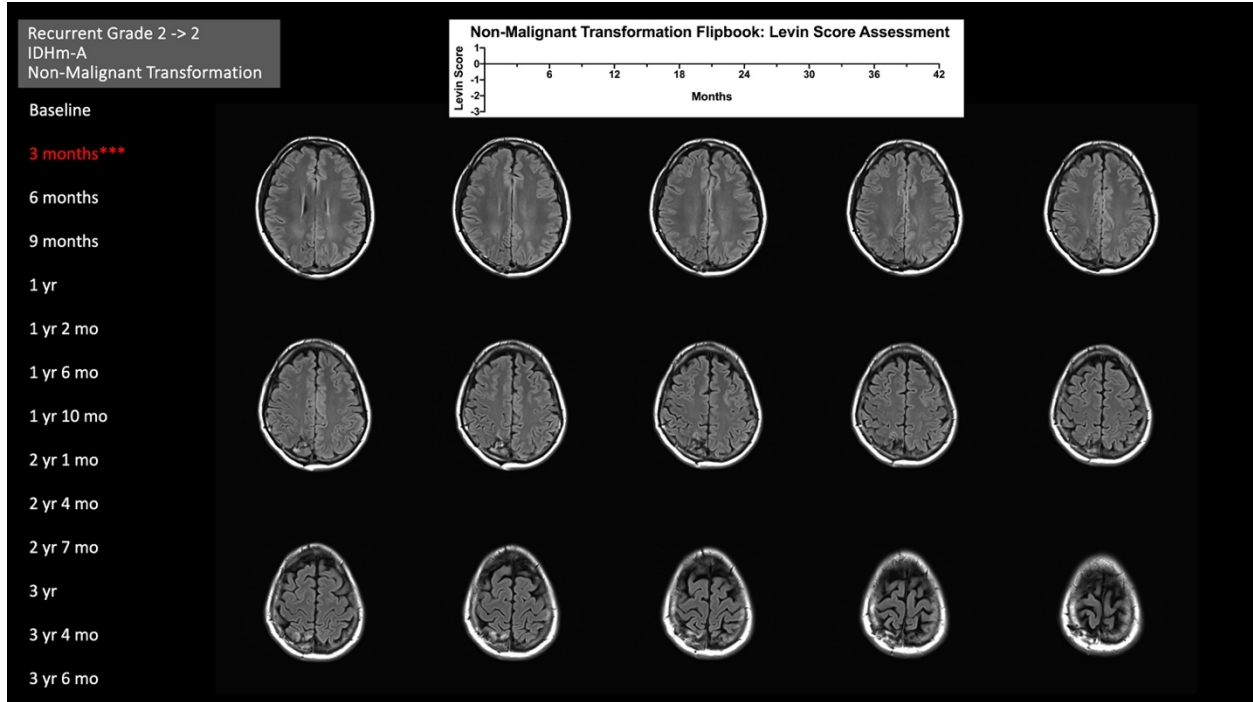 Recurrent Grade 2 -> 2
IDHm-A
Non-Malignant Transformation
Non-Malignant Transformation Flipbook: Levin Score Assessment
Levin Score
1
0
-1
-2
-3
6
12
18
24
30
36
42
Months
Baseline
3 months***
6 months
9 months
1 yr
1 yr 2 mo
1 yr 6 mo
1 yr 10 mo
2 yr 1 mo
2 yr 4 mo
2 yr 7 mo
3 yr
3 yr 4 mo
3 yr 6 mo